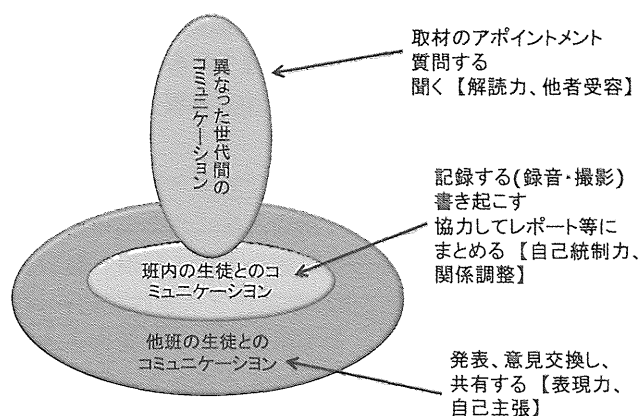 異なった世代間の
コミュニケーション
取材のアポイントメント
質問する
聞く【解読力、他者受容】
記録する(録音・撮影)
書き起こす
協力してレポート等に
まとめる【自己統制力、
関係調整】
班内の生徒とのコ
ミュニケーション
他班の生徒との
コミュニケーション
発表、意見交換し、
共有する【表現力、
自己主張】